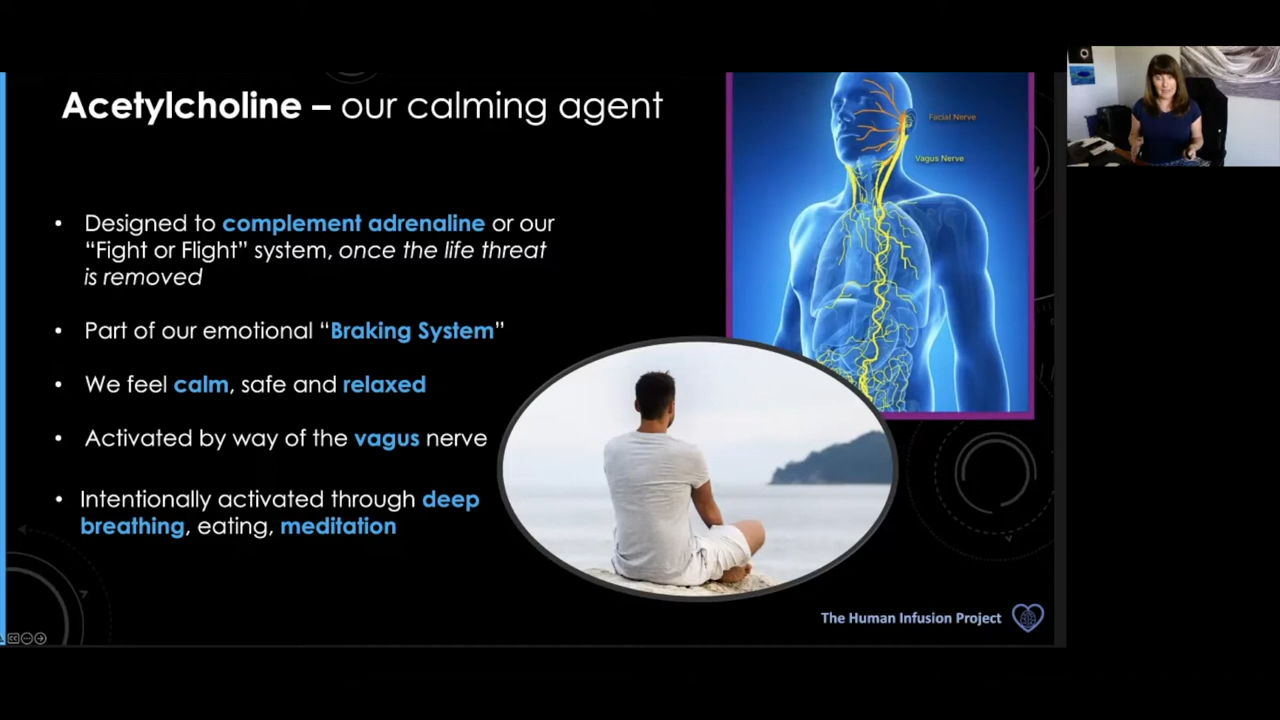 Acetylcholine – our calming agent
Facial Nerve
Vagus Nerve
• Designed to complement adrenaline or our
“Fight or Flight” system, once the life threat
is removed
• Part of our emotional “Braking System”
• We feel calm, safe and relaxed
• Activated by way of the vagus nerve
• Intentionally activated through deep
breathing, eating, meditation
The Human Infusion Project